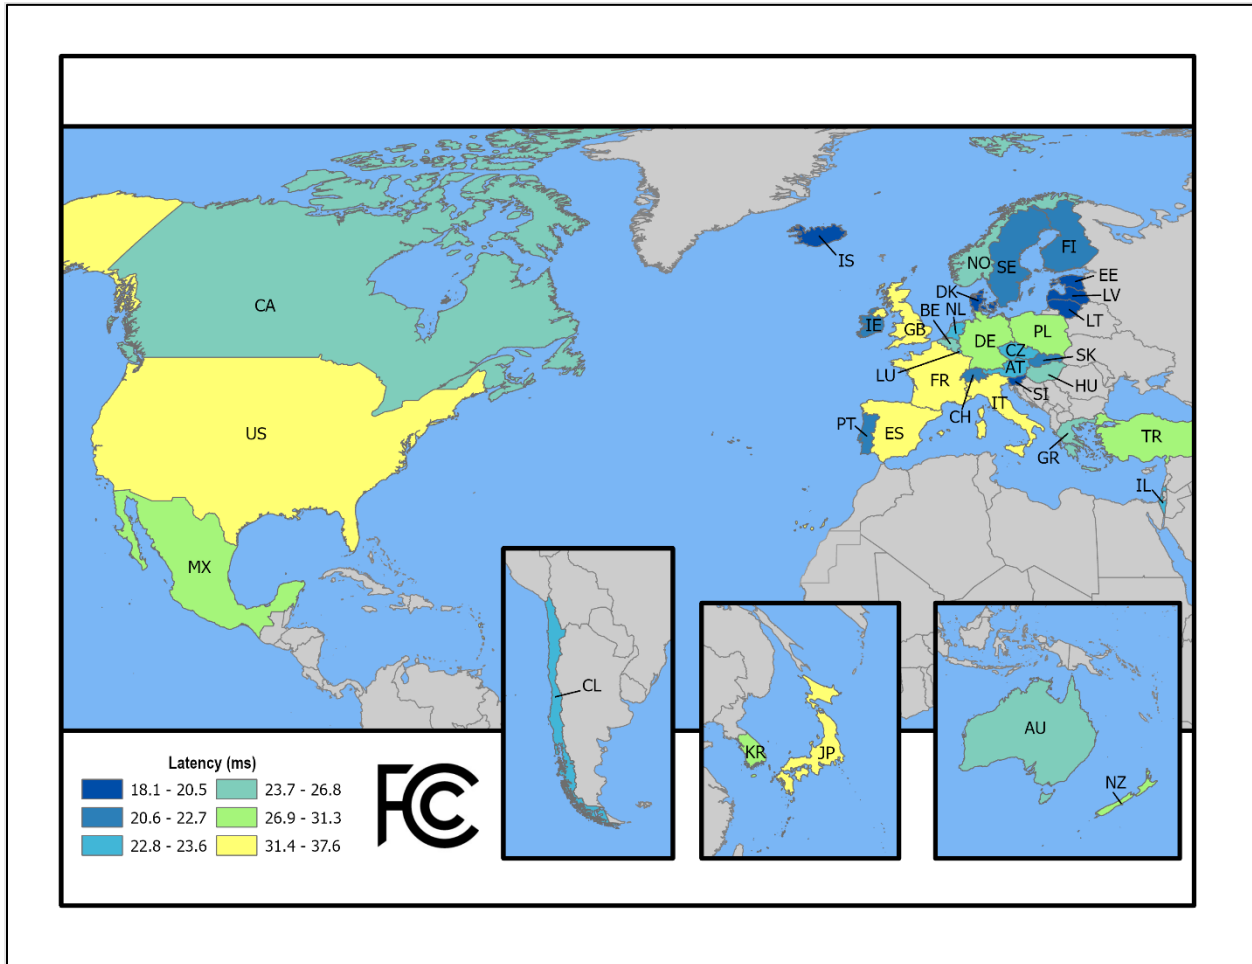 IS
NO
SE
FI
EE
LV
LT
DK
BE
NL
IE
GB
DE
PL
CZ
SK
AT
HU
LU
FR
CH
SI
IT
PT
ES
GR
TR
IL
CA
US
MX
CL
KR
JP
AU
NZ
Latency (ms)
18.1 - 20.5
23.7 - 26.8
20.6 - 22.7
26.9 - 31.3
22.8 - 23.6
31.4 - 37.6
FCC